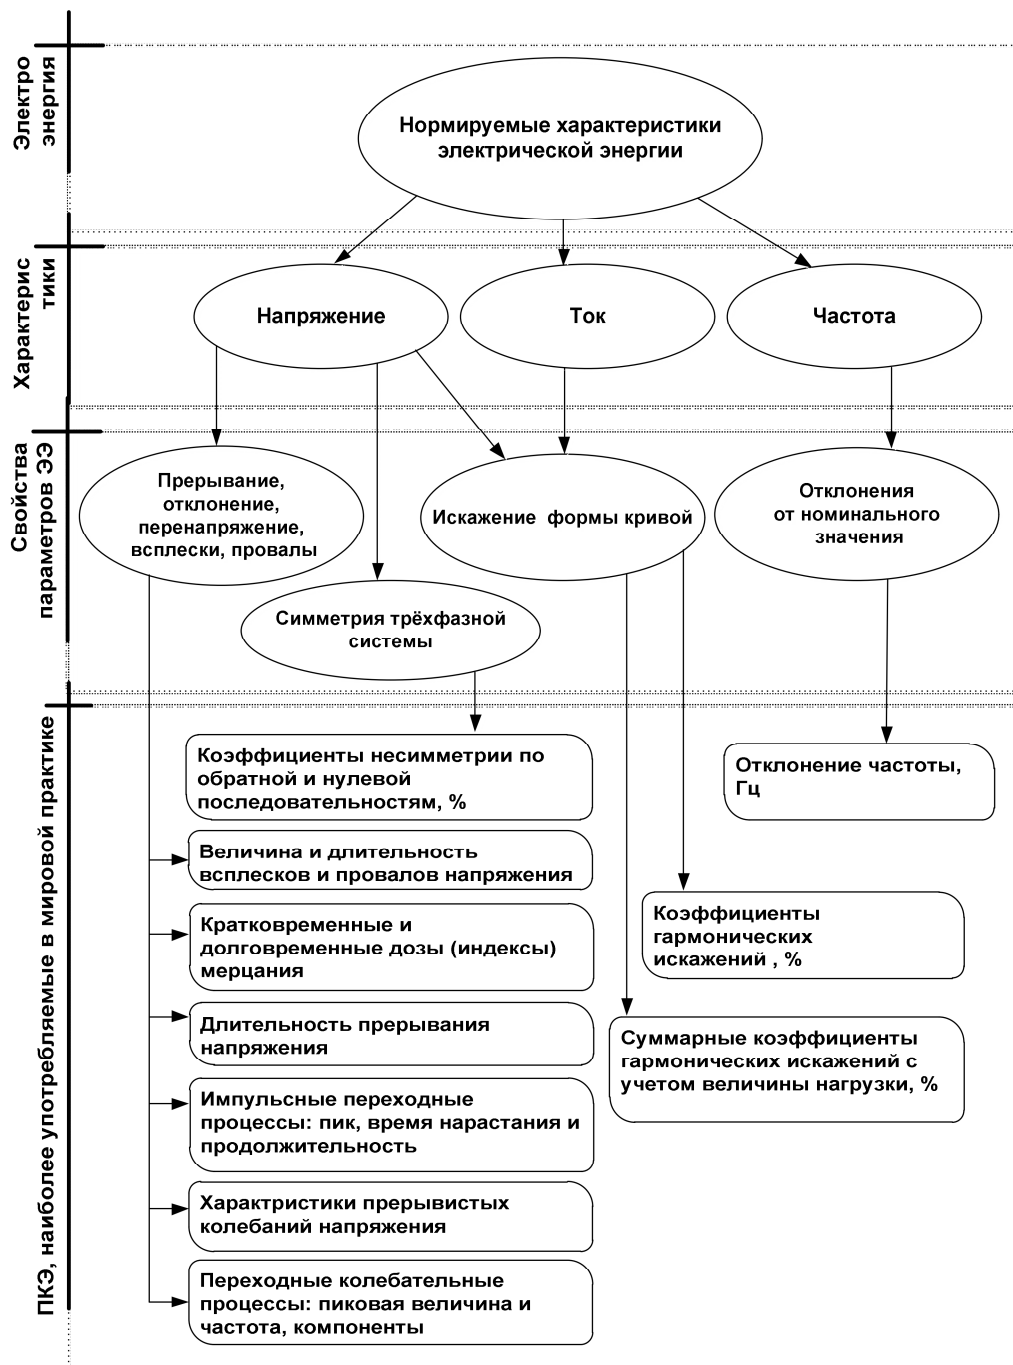 Электро
энергия
Нормируемые характеристики
электрической энергии
Характерис
тики
Напряжение
Ток
Частота
Свойства
параметров ЭЭ
Прерывание,
отклонение,
перенапряжение,
всплески, провалы
Искажение формы кривой
Отклонения
от номинального
значения
Симметрия трёхфазной
системы
ПКЭ, наиболее употребляемые в мировой практике
Коэффициенты несимметрии по
обратной и нулевой
последовательностям, %
Отклонение частоты,
Гц
Величина и длительность
всплесков и провалов напряжения
Коэффициенты
гармонических
искажений , %
Кратковременные и
долговременные дозы (индексы)
мерцания
Длительность прерывания
напряжения
Суммарные коэффициенты
гармонических искажений с
учетом величины нагрузки, %
Импульсные переходные
процессы: пик, время нарастания и
продолжительность
Характристики прерывистых
колебаний напряжения
Переходные колебательные
процессы: пиковая величина и
частота, компоненты